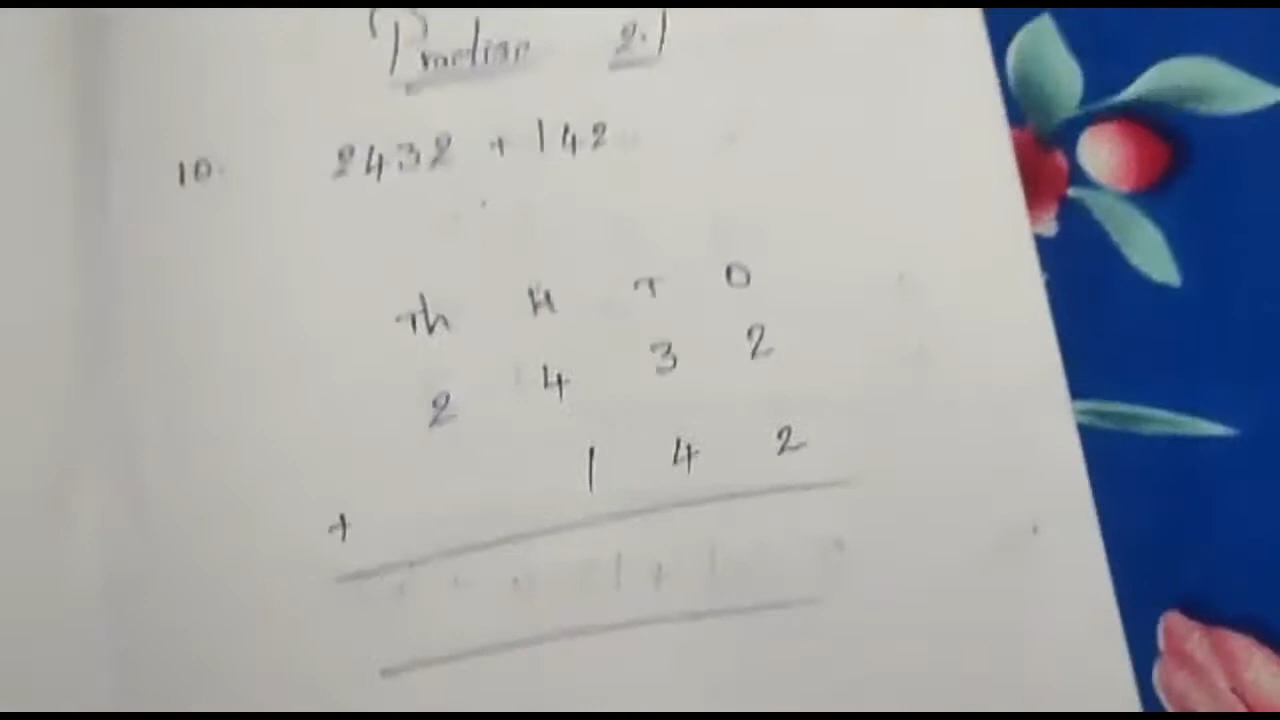 Practise 2.1
10. 2432 + 142
Th H T O
2 4 3 2
1 4 2
+